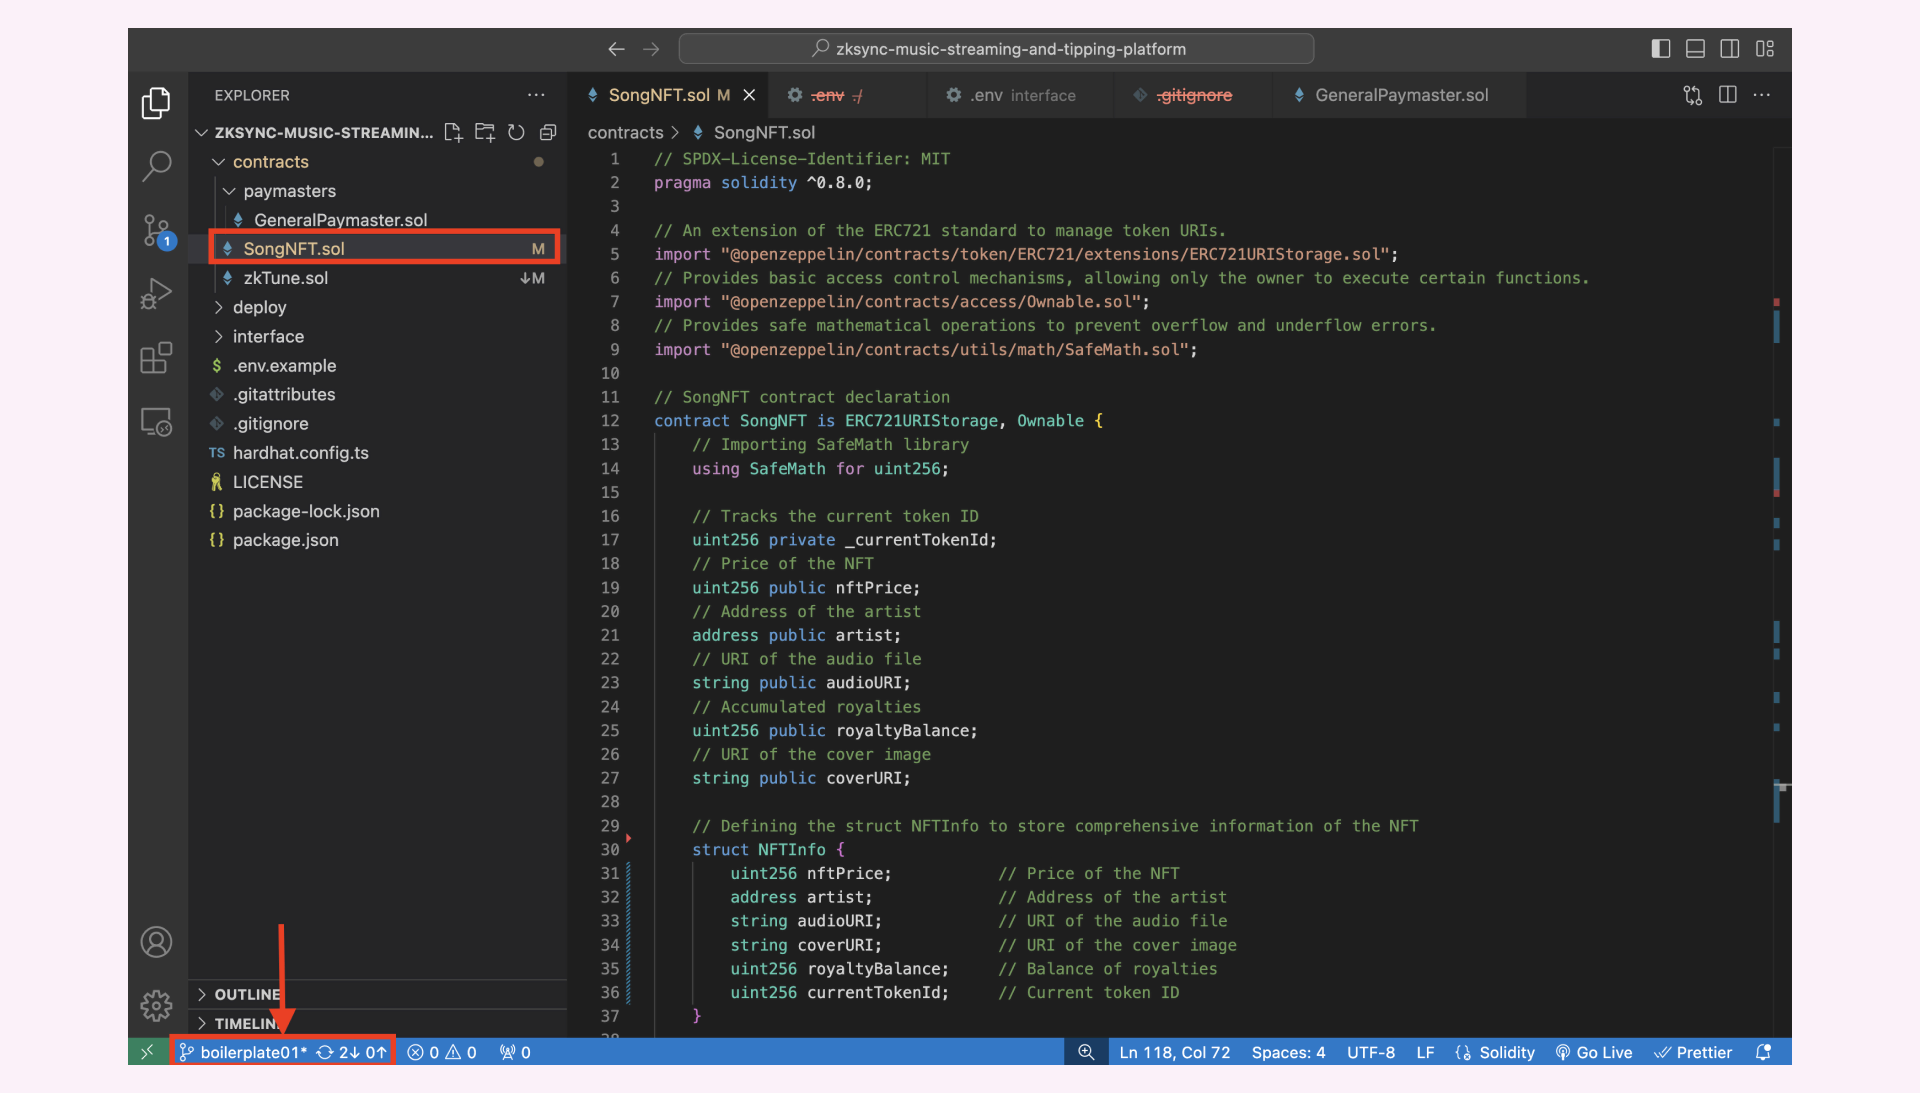 zksync-music-streaming-and-tipping-platform
EXPLORER
ZKSYNC-MUSIC-STREAMIN...
contracts
paymasters
GeneralPaymaster.sol
SongNFT.sol M
zkTune.sol ↓M
deploy
interface
$ .env.example
.gitattributes
.gitignore
TS hardhat.config.ts
LICENSE
{} package-lock.json
{} package.json
OUTLINE
TIMELIN
1
SongNFT.sol M
.env ./
.env interface
.gitignore
GeneralPaymaster.sol
contracts > SongNFT.sol
1 // SPDX-License-Identifier: MIT
2 pragma solidity ^0.8.0;
3
4 // An extension of the ERC721 standard to manage token URIs.
5 import "@openzeppelin/contracts/token/ERC721/extensions/ERC721URIStorage.sol";
6 // Provides basic access control mechanisms, allowing only the owner to execute certain functions.
7 import "@openzeppelin/contracts/access/Ownable.sol";
8 // Provides safe mathematical operations to prevent overflow and underflow errors.
9 import "@openzeppelin/contracts/utils/math/SafeMath.sol";
10
11 // SongNFT contract declaration
12 contract SongNFT is ERC721URIStorage, Ownable {
13 // Importing SafeMath library
14 using SafeMath for uint256;
15
16 // Tracks the current token ID
17 uint256 private _currentTokenId;
18 // Price of the NFT
19 uint256 public nftPrice;
20 // Address of the artist
21 address public artist;
22 // URI of the audio file
23 string public audioURI;
24 // Accumulated royalties
25 uint256 public royaltyBalance;
26 // URI of the cover image
27 string public coverURI;
28
29 // Defining the struct NFTInfo to store comprehensive information of the NFT
30 struct NFTInfo {
31 uint256 nftPrice; // Price of the NFT
32 address artist; // Address of the artist
33 string audioURI; // URI of the audio file
34 string coverURI; // URI of the cover image
35 uint256 royaltyBalance; // Balance of royalties
36 uint256 currentTokenId; // Current token ID
37 }
boilerplate01* 2↓ 0↑ 0 0 0 Ln 118, Col 72 Spaces: 4 UTF-8 LF Solidity Go Live Prettier